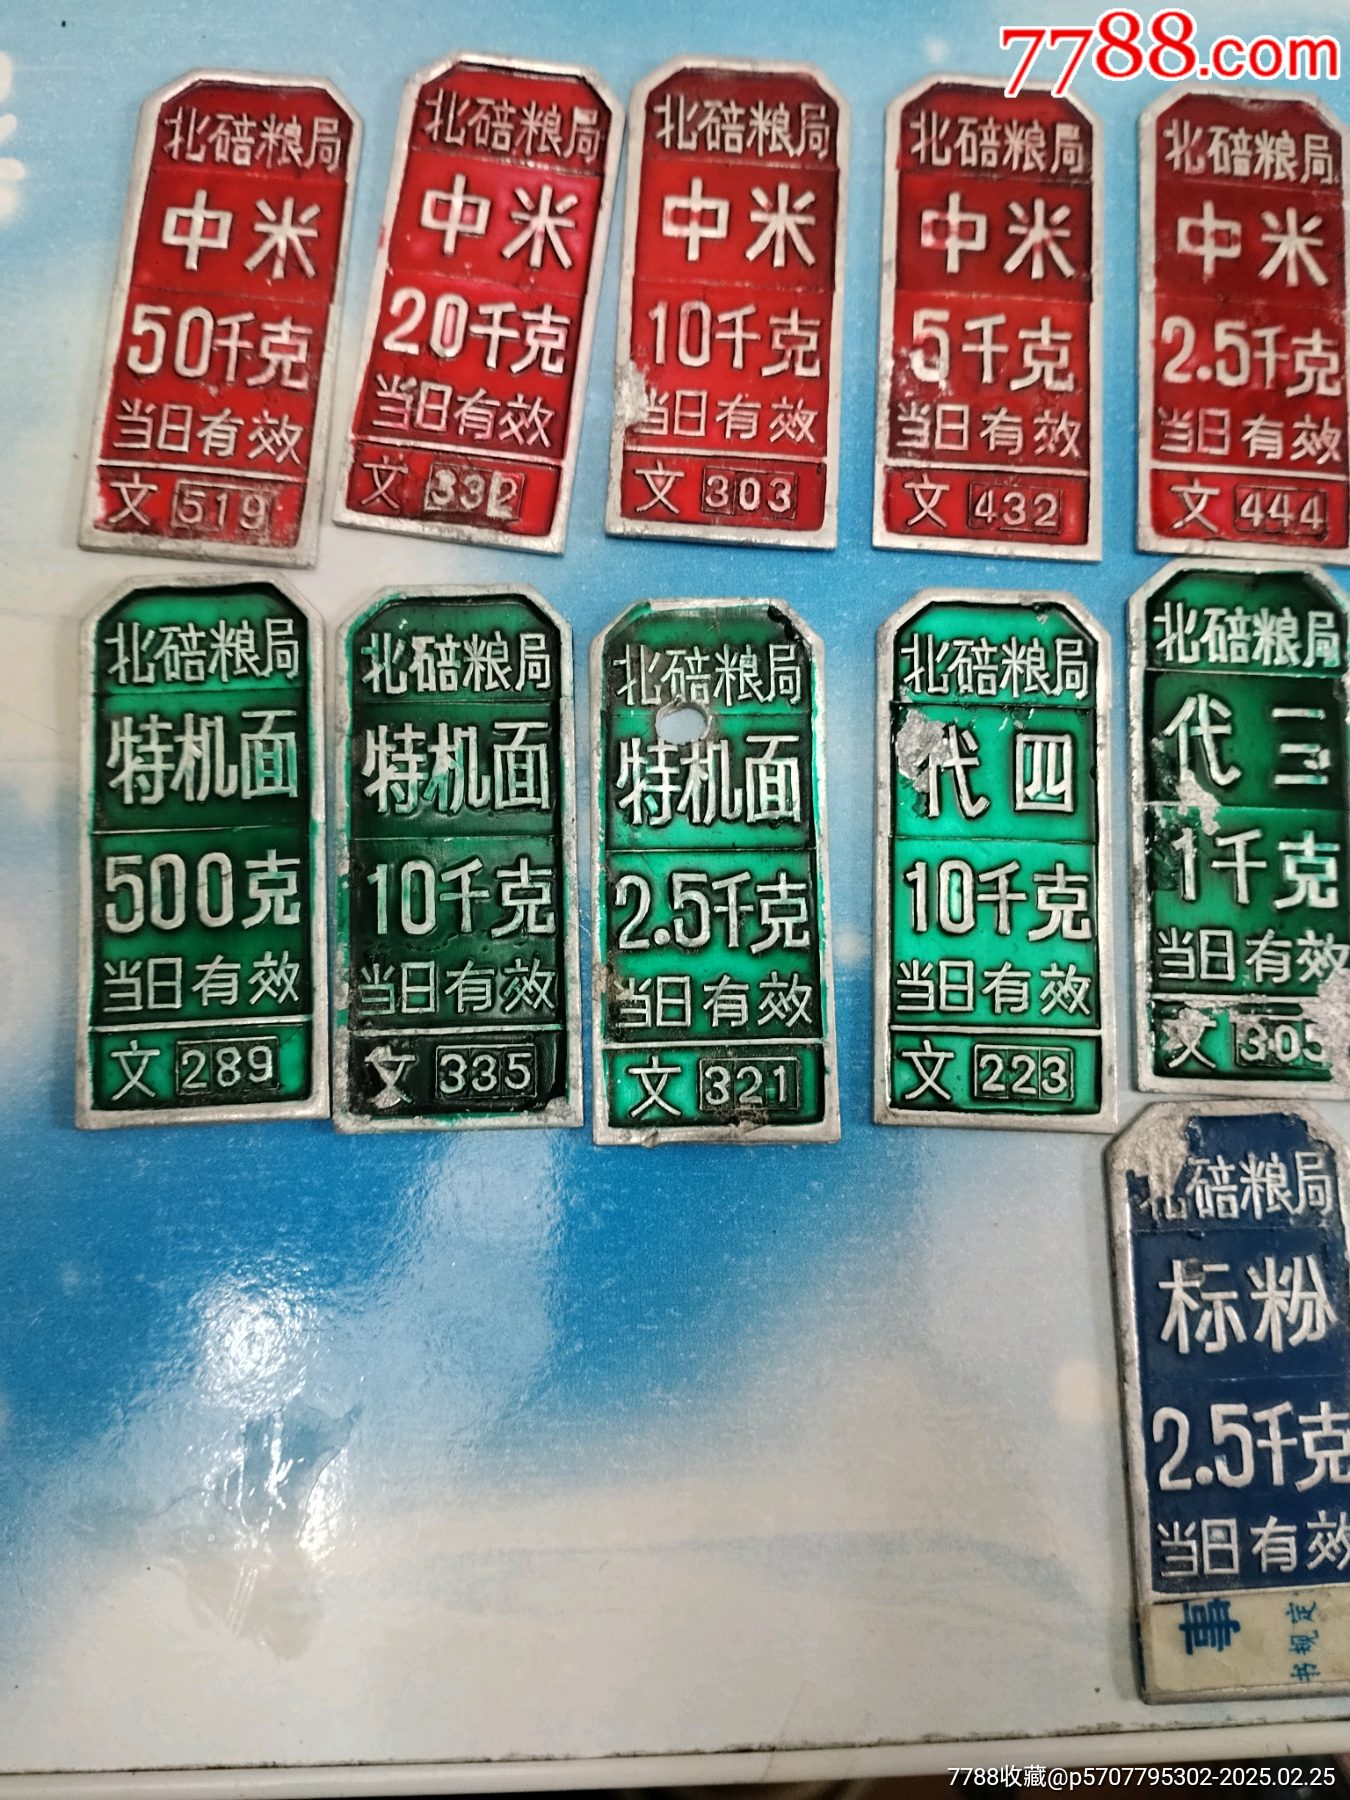 7788.com
北碚粮局
中米
50千克
当日有效
文 519
北碚粮局
中米
20千克
当日有效
文 332
北碚粮局
中米
10千克
当日有效
文 303
北碚粮局
中米
5千克
当日有效
文 432
北碚粮局
中米
2.5千克
当日有效
文 444
北碚粮局
特机面
500克
当日有效
文 289
北碚粮局
特机面
10千克
当日有效
文 335
北碚粮局
特机面
2.5千克
当日有效
文 321
北碚粮局
代四
10千克
当日有效
文 223
北碚粮局
代三
1千克
当日有效
文 305
北碚粮局
标粉
2.5千克
当日有效
事
书规定
7788收藏@p5707795302-2025.02.25